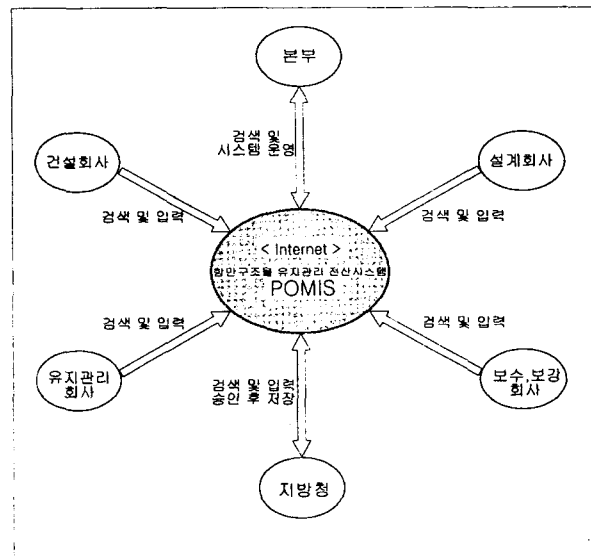 본부
검색 및
시스템 운영
건설회사
설계회사
검색 및 입력
검색 및 입력
< Internet >
항만구조물 유지관리 전산시스템
POMIS
검색 및 입력
검색 및 입력
유지관리
회사
검색 및 입력
승인 후 저장
보수,보강
회사
지방청